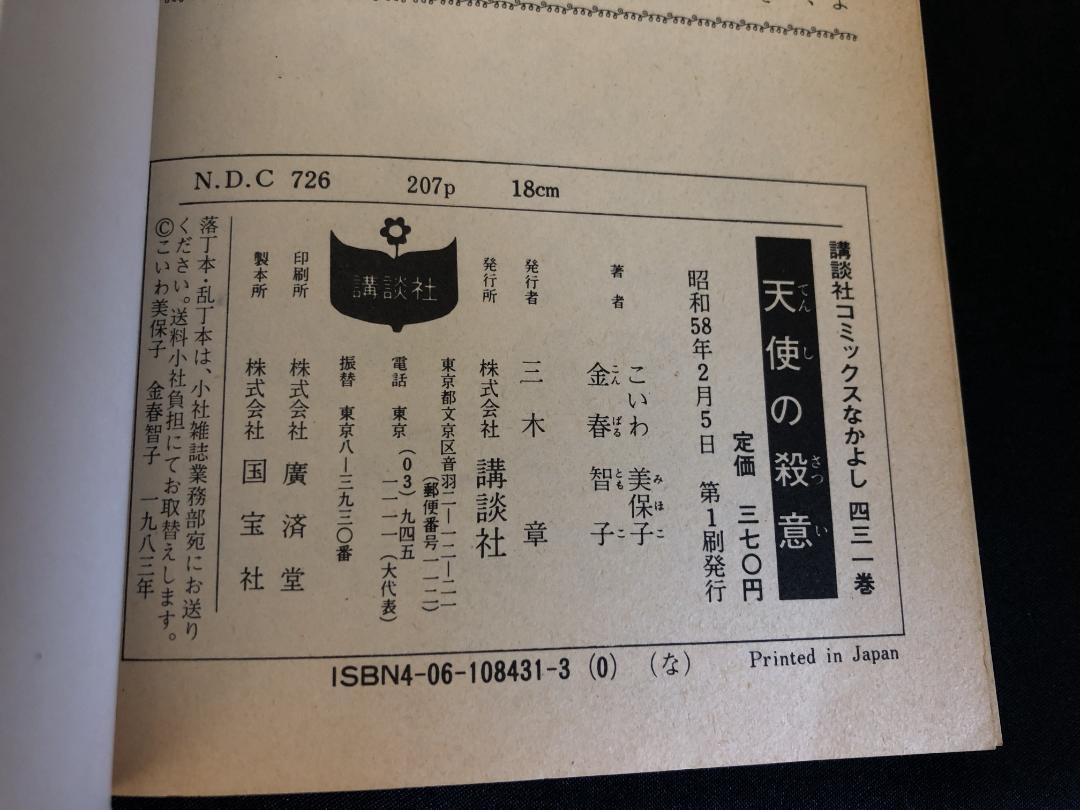 N.D.C 726 207p 18cm
講談社コミックスなかよし 四三一巻
天使の殺意
てん し さつ い
定価 三七〇円
昭和58年2月5日 第1刷発行
著者 こいわ 美保子
み ほ こ
金春 智子
こん ぱる とも こ
発行者 三木 章
発行所 株式会社 講談社
東京都文京区音羽二—一二—二一
(郵便番号一一二)
電話 東京(03)九四五
一一一一(大代表)
振替 東京八—三九三〇番
講談社
印刷所 株式会社 廣済堂
製本所 株式会社 国宝社
落丁本・乱丁本は、小社雑誌業務部宛にお送り
ください。送料小社負担にてお取替えします。
©こいわ美保子 金春智子 一九八三年
ISBN4-06-108431-3 (0) (な)
Printed in Japan